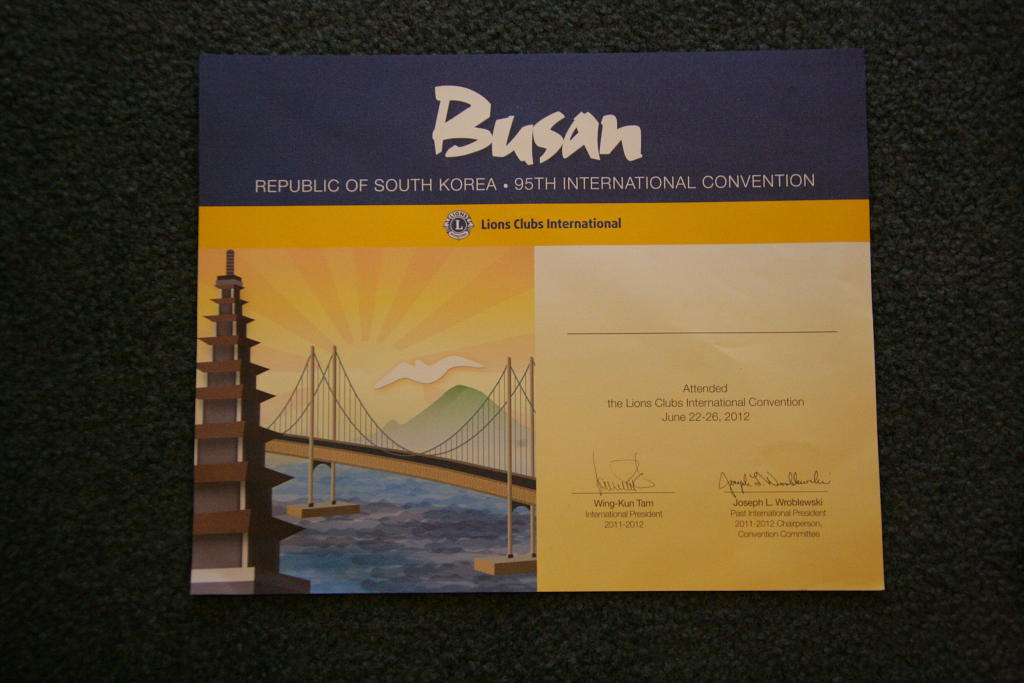 Busan
REPUBLIC OF SOUTH KOREA • 95TH INTERNATIONAL CONVENTION
L
Lions Clubs International
Attended
the Lions Clubs International Convention
June 22-26, 2012
Joseph L. Wroblewski
Wing-Kun Tam
International President
2011-2012
Joseph L. Wroblewski
Past International President
2011-2012 Chairperson,
Convention Committee